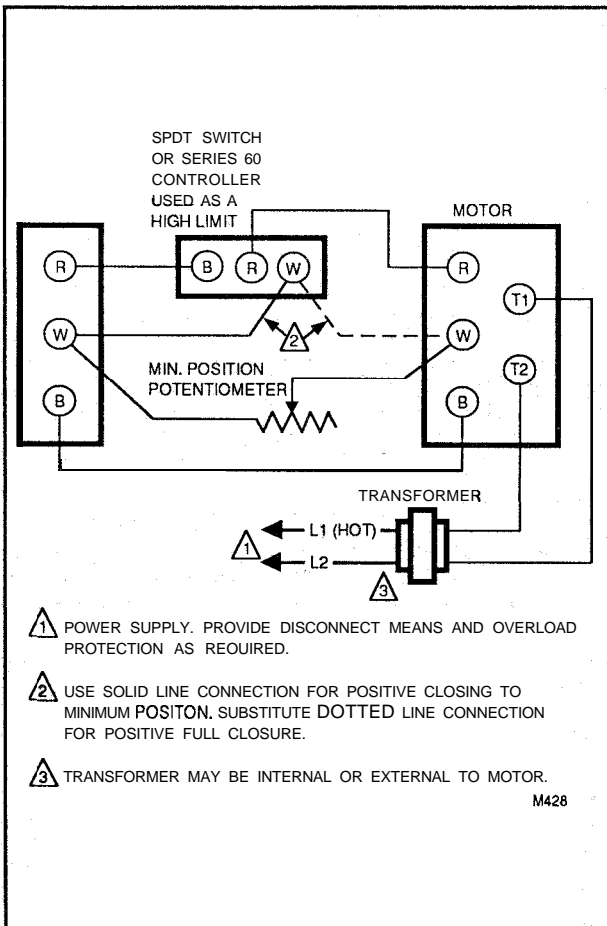 SPDT SWITCH
OR SERIES 60
CONTROLLER
USED AS A
HIGH LIMIT
MOTOR
R
B R W
R
T1
W
2
W
MIN. POSITION
POTENTIOMETER
T2
B
B
TRANSFORMER
1
L1 (HOT)
L2
3
1 POWER SUPPLY. PROVIDE DISCONNECT MEANS AND OVERLOAD
PROTECTION AS REOUIRED.
2 USE SOLID LINE CONNECTION FOR POSITIVE CLOSING TO
MINIMUM POSITON. SUBSTITUTE DOTTED LINE CONNECTION
FOR POSITIVE FULL CLOSURE.
3 TRANSFORMER MAY BE INTERNAL OR EXTERNAL TO MOTOR.
M428